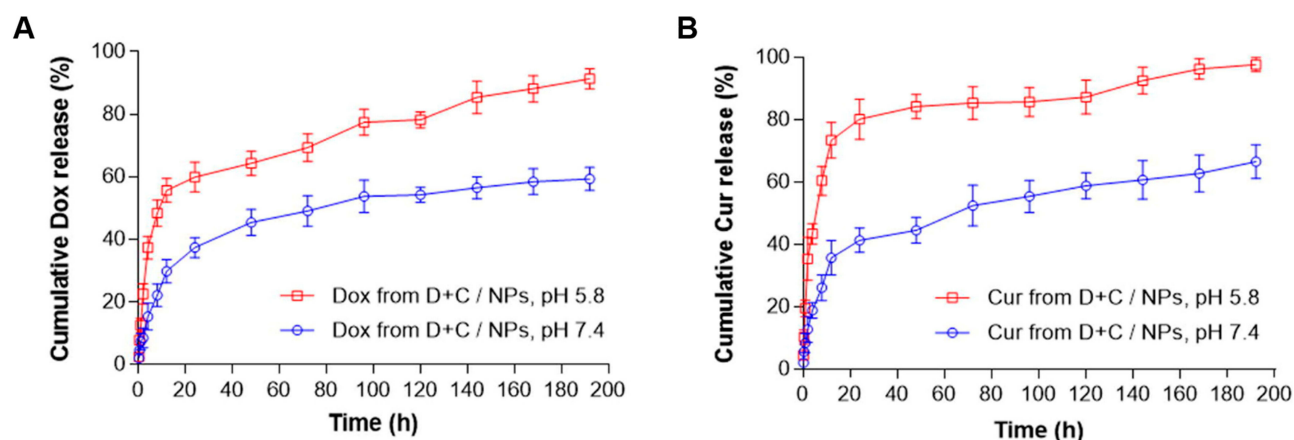 A
Cumulative Dox release (%)
100
80
60
40
20
0
Dox from D+C / NPs, pH 5.8
Dox from D+C / NPs, pH 7.4
0 20 40 60 80 100 120 140 160 180 200
Time (h)
B
Cumulative Cur release (%)
100
80
60
40
20
0
Cur from D+C / NPs, pH 5.8
Cur from D+C / NPs, pH 7.4
0 20 40 60 80 100 120 140 160 180 200
Time (h)